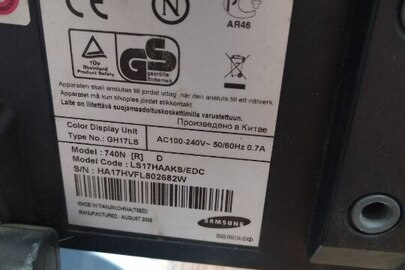 N
АЯ46
TÜV
Rheinland
Product Safety
GS
geprüfte
Sicherheit
Apparaten skall anslutas till jordat uttag, när den ansluts till ett nätverk.
Apparatet må kun tilkoples jordet stikkontakt.
Laite on liitettävä suojamaadoituskoskettimilla varustettuun.
Произведено в Китае
Color Display Unit
Type No.: GH17LS
AC100-240V~ 50/60Hz 0.7A
Model : 740N [R] D
Model Code : LS17HAAKS/EDC
S/N : HA17HVFL802682W
MADE IN TIANJIN,CHINA(TSED)
MANUFACTURED : AUGUST 2006
SAMSUNG